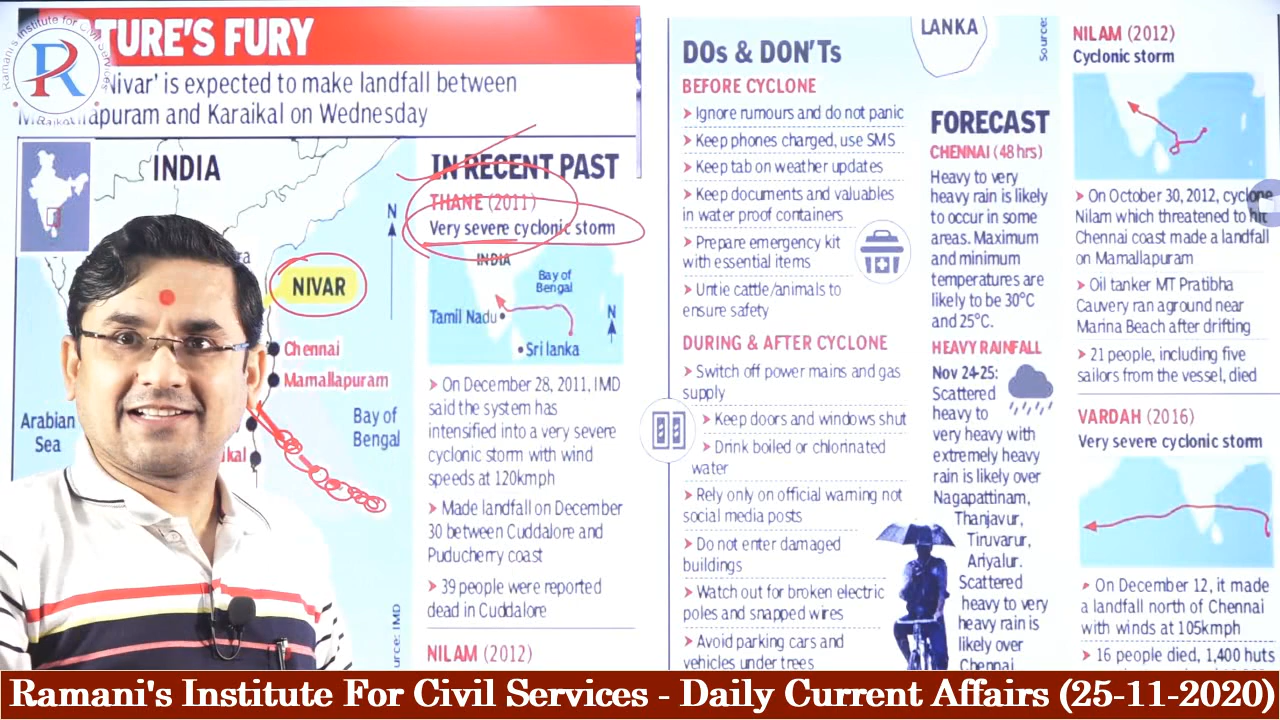 Ramani's Institute for Civil Services
R
Rajkot
TURE'S FURY
Nivar' is expected to make landfall between
apuram and Karaikal on Wednesday
INDIA
N
NIVAR
Chennai
Mamallapuram
Arabian
Sea
Bay of
Bengal
kal
IMD
IN RECENT PAST
THANE (2011)
Very severe cyclonic storm
INDIA
Bay of
Bengal
Tamil Nadu
N
Sri lanka
➤ On December 28, 2011, IMD
said the system has
intensified into a very severe
cyclonic storm with wind
speeds at 120kmph
➤ Made landfall on December
30 between Cuddalore and
Puducherry coast
➤ 39 people were reported
dead in Cuddalore
NILAM (2012)
DOs & DON'Ts
BEFORE CYCLONE
➤ Ignore rumours and do not panic
➤ Keep phones charged, use SMS
➤ Keep tab on weather updates
➤ Keep documents and valuables
in water proof containers
➤ Prepare emergency kit
with essential items
➤ Untie cattle/animals to
ensure safety
DURING & AFTER CYCLONE
➤ Switch off power mains and gas
supply
➤ Keep doors and windows shut
➤ Drink boiled or chlorinated
water
➤ Rely only on official warning not
social media posts
➤ Do not enter damaged
buildings
➤ Watch out for broken electric
poles and snapped wires
➤ Avoid parking cars and
vehicles under trees
LANKA
Source:
FORECAST
CHENNAI (48 hrs)
Heavy to very
heavy rain is likely
to occur in some
areas. Maximum
and minimum
temperatures are
likely to be 30°C
and 25°C.
HEAVY RAINFALL
Nov 24-25:
Scattered
heavy to
very heavy with
extremely heavy
rain is likely over
Nagapattinam,
Thanjavur,
Tiruvarur,
Ariyalur.
Scattered
heavy to very
heavy rain is
likely over
Chennai
NILAM (2012)
Cyclonic storm
➤ On October 30, 2012, cyclone
Nilam which threatened to hit
Chennai coast made a landfall
on Mamallapuram
➤ Oil tanker MT Pratibha
Cauvery ran aground near
Marina Beach after drifting
➤ 21 people, including five
sailors from the vessel, died
VARDAH (2016)
Very severe cyclonic storm
➤ On December 12, it made
a landfall north of Chennai
with winds at 105kmph
➤ 16 people died, 1,400 huts
Ramani's Institute For Civil Services - Daily Current Affairs (25-11-2020)